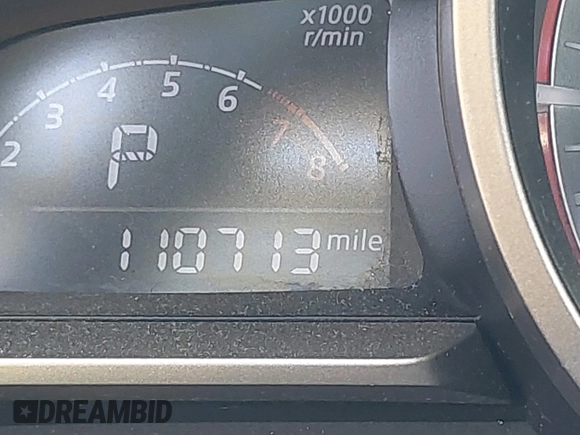 x1000
r/min
2 3 4 5 6 7 8
P
110713 mile
DREAMBID